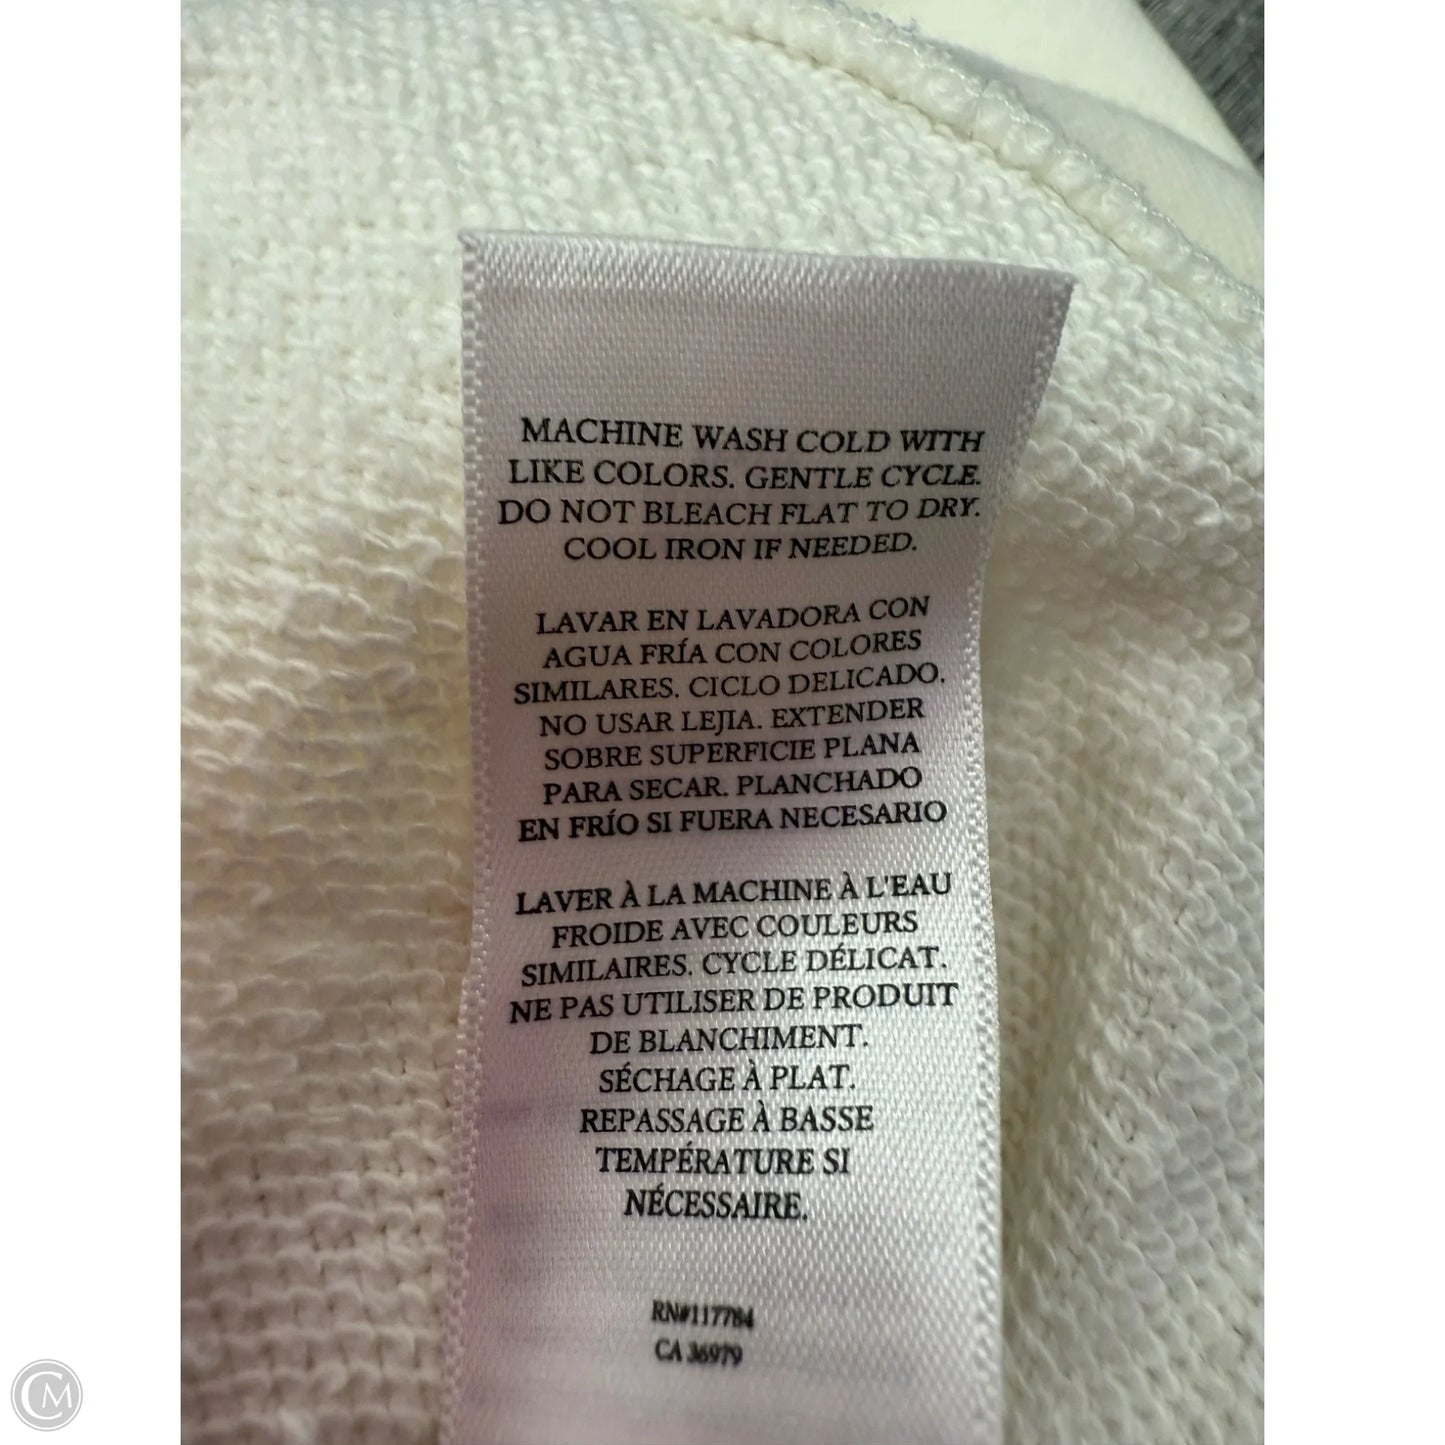 MACHINE WASH COLD WITH
LIKE COLORS. GENTLE CYCLE.
DO NOT BLEACH FLAT TO DRY.
COOL IRON IF NEEDED.
LAVAR EN LAVADORA CON
AGUA FRÍA CON COLORES
SIMILARES. CICLO DELICADO.
NO USAR LEJIA. EXTENDER
SOBRE SUPERFICIE PLANA
PARA SECAR. PLANCHADO
EN FRÍO SI FUERA NECESARIO
LAVER À LA MACHINE À L'EAU
FROIDE AVEC COULEURS
SIMILAIRES. CYCLE DÉLICAT.
NE PAS UTILISER DE PRODUIT
DE BLANCHIMENT.
SÉCHAGE À PLAT.
REPASSAGE À BASSE
TEMPÉRATURE SI
NÉCESSAIRE.
RN#117784
CA 36979
CM